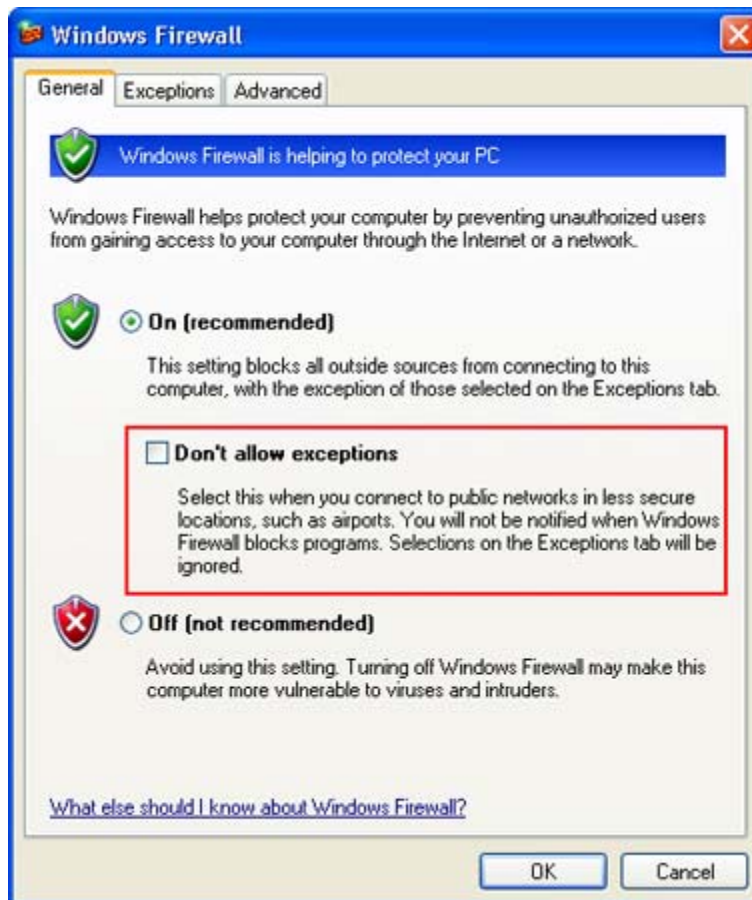 Windows Firewall
General Exceptions Advanced
Windows Firewall is helping to protect your PC
Windows Firewall helps protect your computer by preventing unauthorized users
from gaining access to your computer through the Internet or a network.
On (recommended)
This setting blocks all outside sources from connecting to this
computer, with the exception of those selected on the Exceptions tab.
Don't allow exceptions
Select this when you connect to public networks in less secure
locations, such as airports. You will not be notified when Windows
Firewall blocks programs. Selections on the Exceptions tab will be
ignored.
Off (not recommended)
Avoid using this setting. Turning off Windows Firewall may make this
computer more vulnerable to viruses and intruders.
What else should I know about Windows Firewall?
OK Cancel